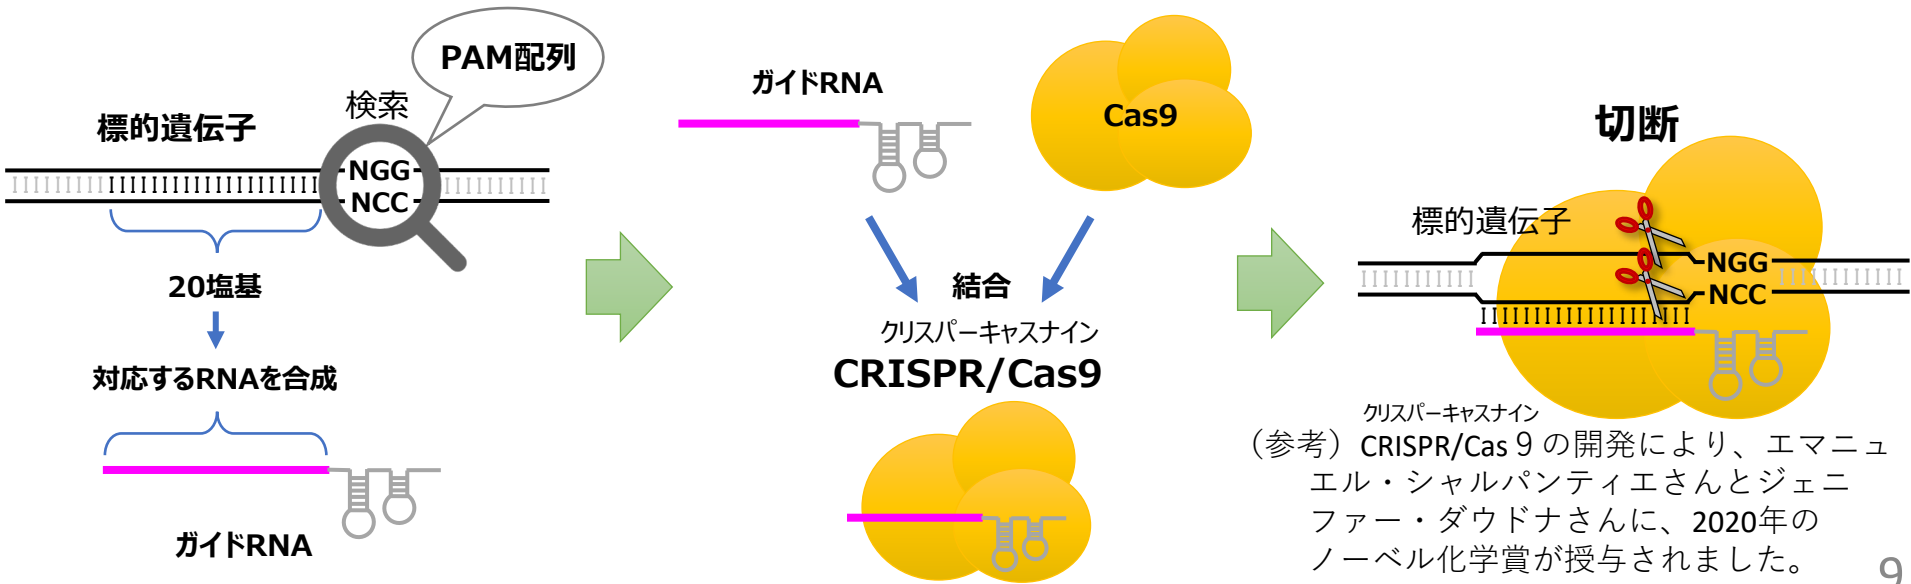 PAM配列
検索
標的遺伝子
NGG
NCC
20塩基
対応するRNAを合成
ガイドRNA
ガイドRNA
Cas9
結合
クリスパーキャスナイン
CRISPR/Cas9
切断
標的遺伝子
NGG
NCC
クリスパーキャスナイン
（参考）CRISPR/Cas９の開発により、エマニュ
エル・シャルパンティエさんとジェニ
ファー・ダウドナさんに、2020年の
ノーベル化学賞が授与されました。
9